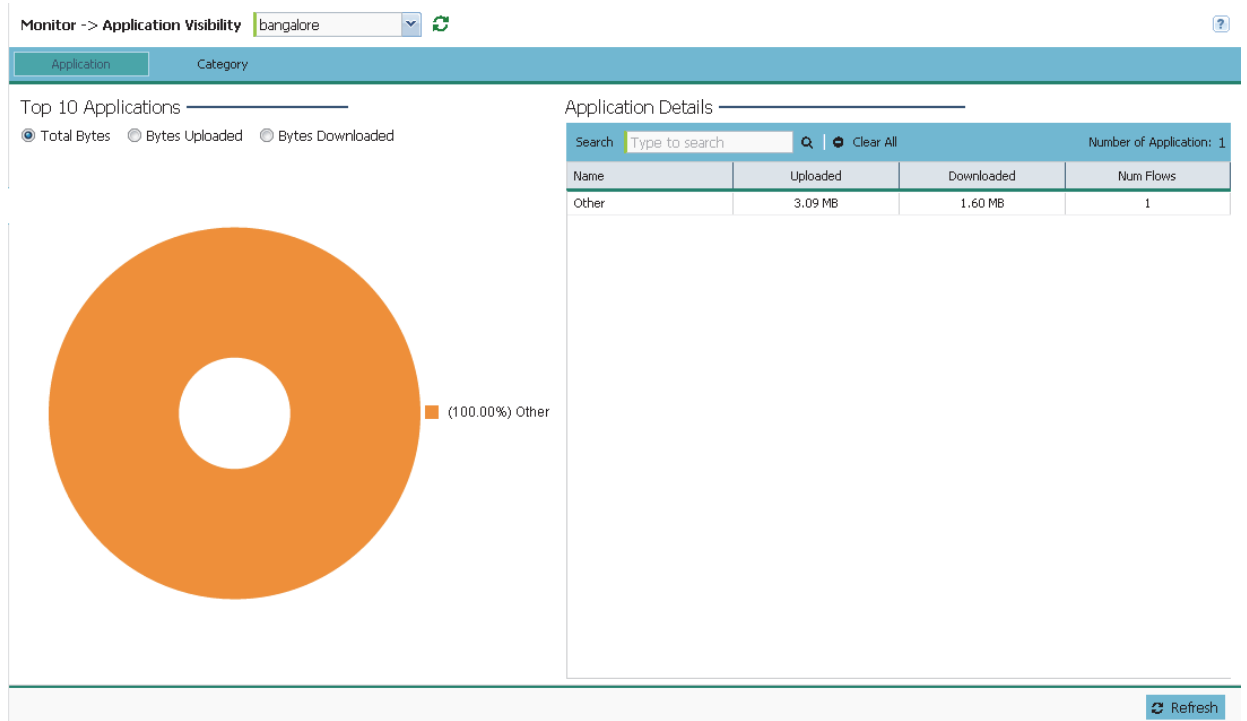 Monitor -> Application Visibility bangalore ?
Application Category
Top 10 Applications
Total Bytes Bytes Uploaded Bytes Downloaded
(100.00%) Other
Application Details
Search Type to search Clear All Number of Application: 1
Name Uploaded Downloaded Num Flows
Other 3.09 MB 1.60 MB 1
Refresh